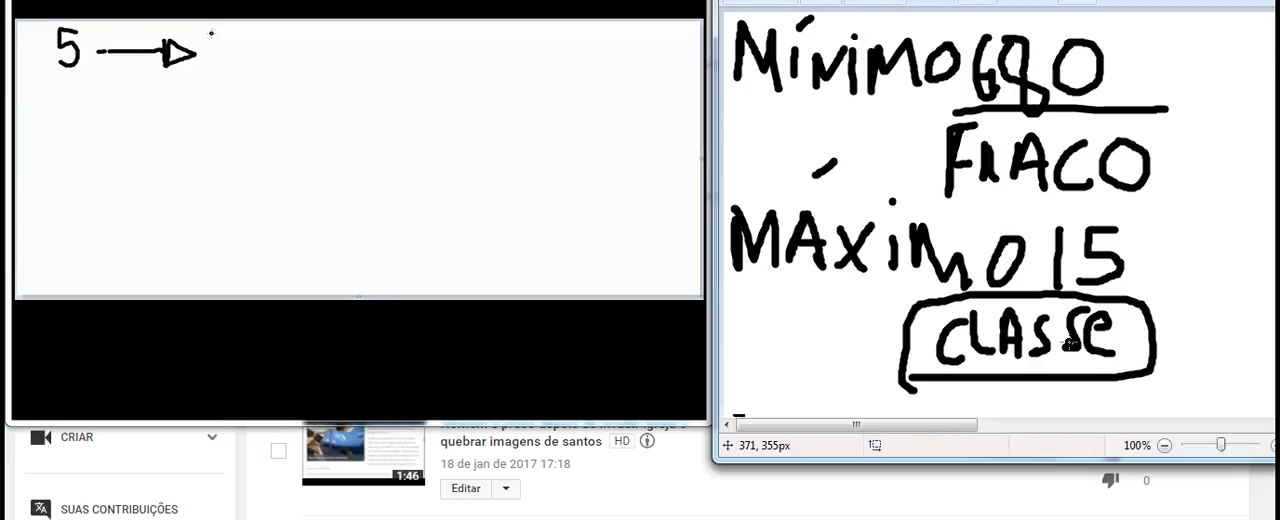 5
MÍNIMO 680
FRACO
MÁXIMO 15
CLASSE
371, 355px
100%
CRIAR
SUAS CONTRIBUIÇÕES
quebrar imagens de santos HD
18 de jan de 2017 17:18
1:46
Editar
0